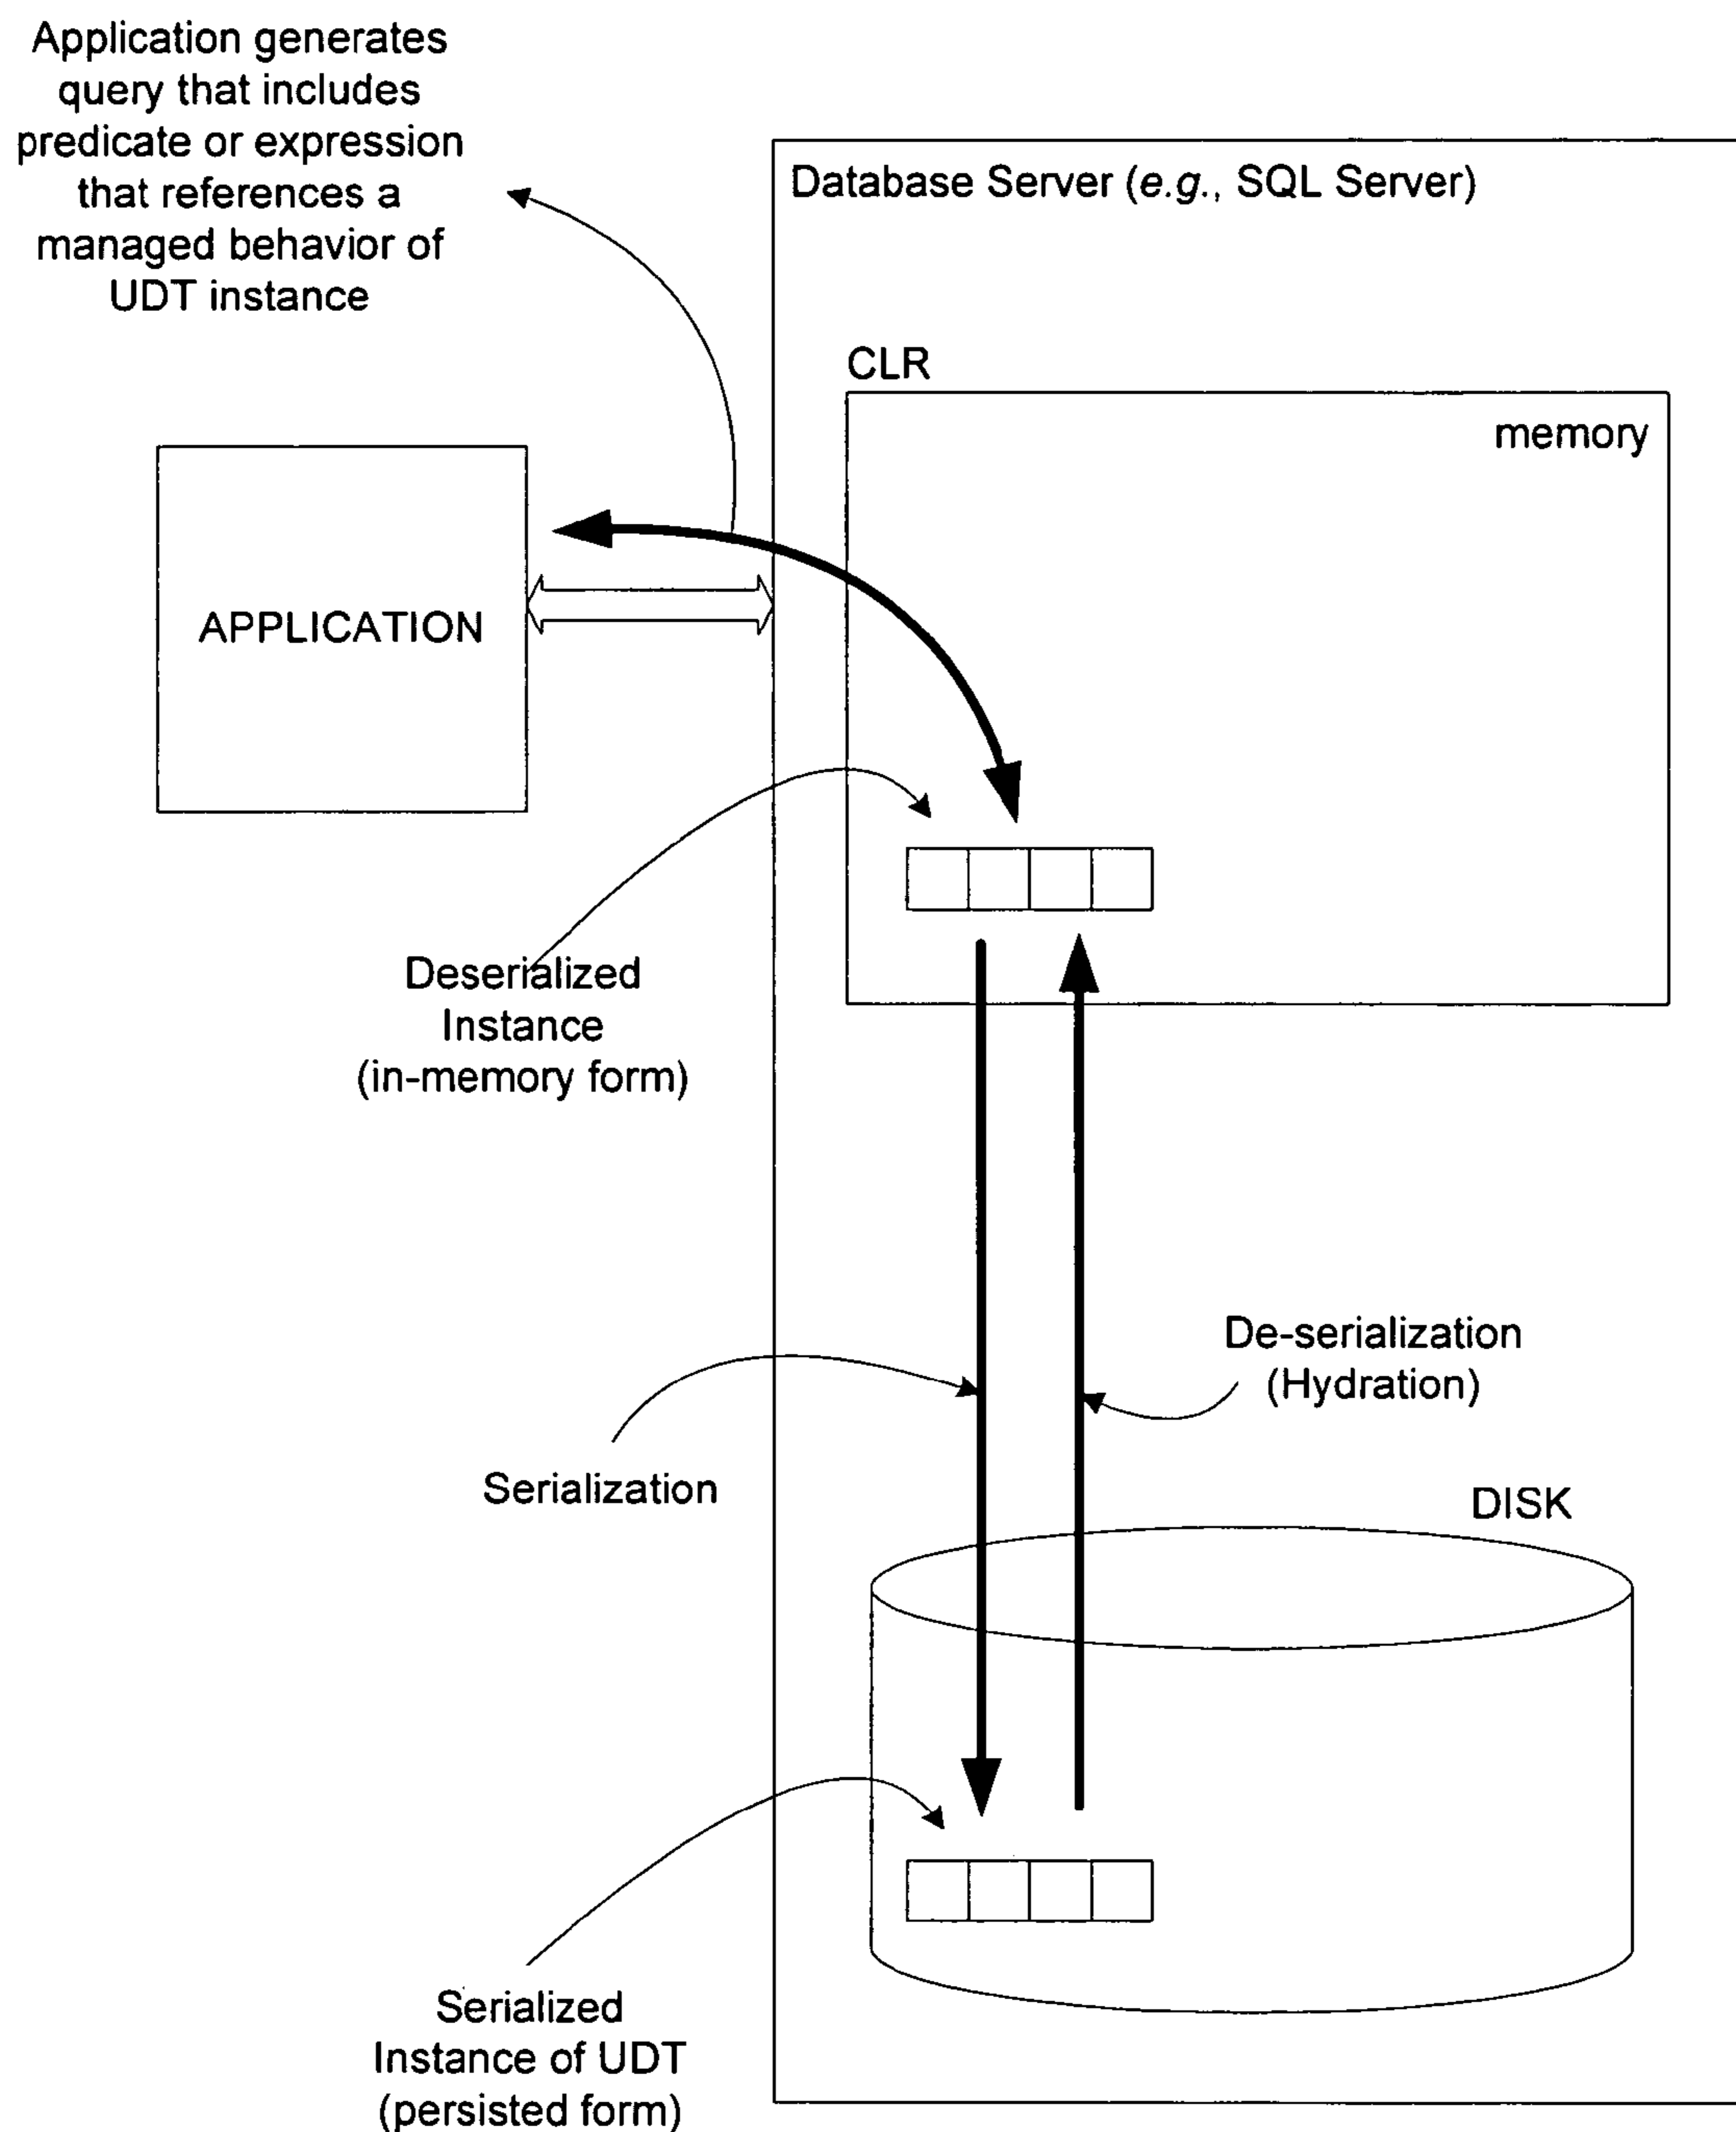 Application generates
query that includes
predicate or expression
that references a
managed behavior of
UDT instance
Database Server (e.g., SQL Server)
CLR
memory
APPLICATION
Deserialized
Instance
(in-memory form)
De-serialization
(Hydration)
Serialization
DISK
Serialized
Instance of UDT
(persisted form)